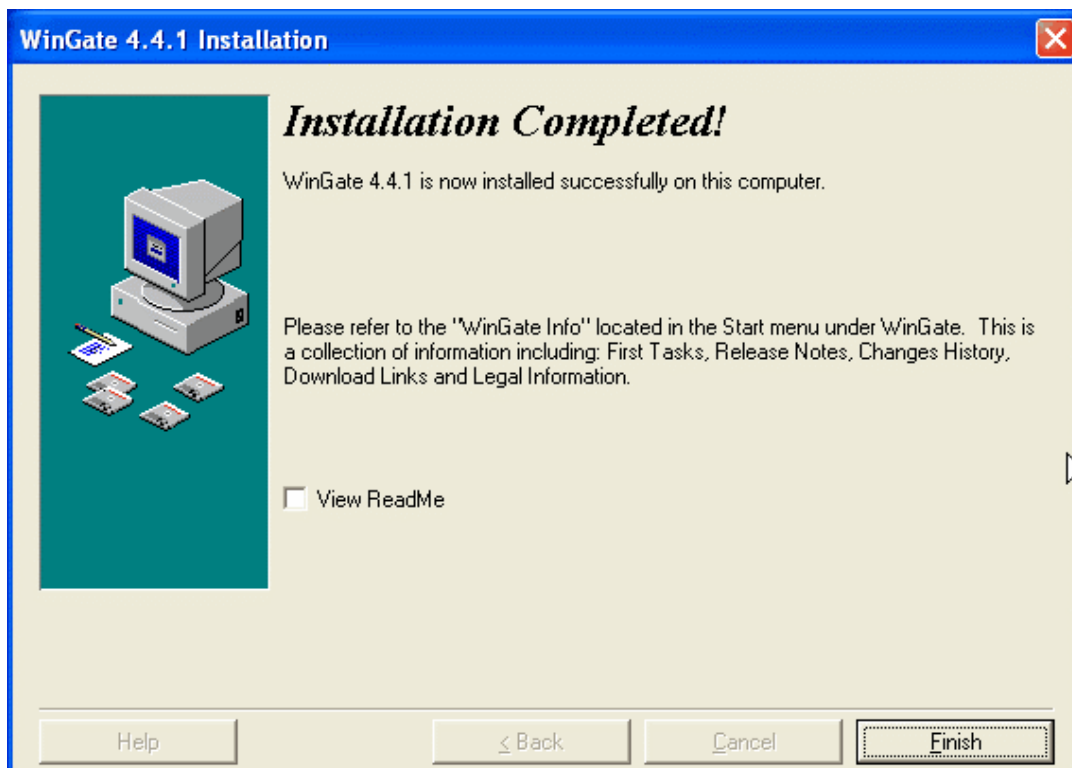 WinGate 4.4.1 Installation
Installation Completed!
WinGate 4.4.1 is now installed successfully on this computer.
Please refer to the "WinGate Info" located in the Start menu under WinGate.  This is
a collection of information including: First Tasks, Release Notes, Changes History,
Download Links and Legal Information.
View ReadMe
Help
< Back
Cancel
Finish